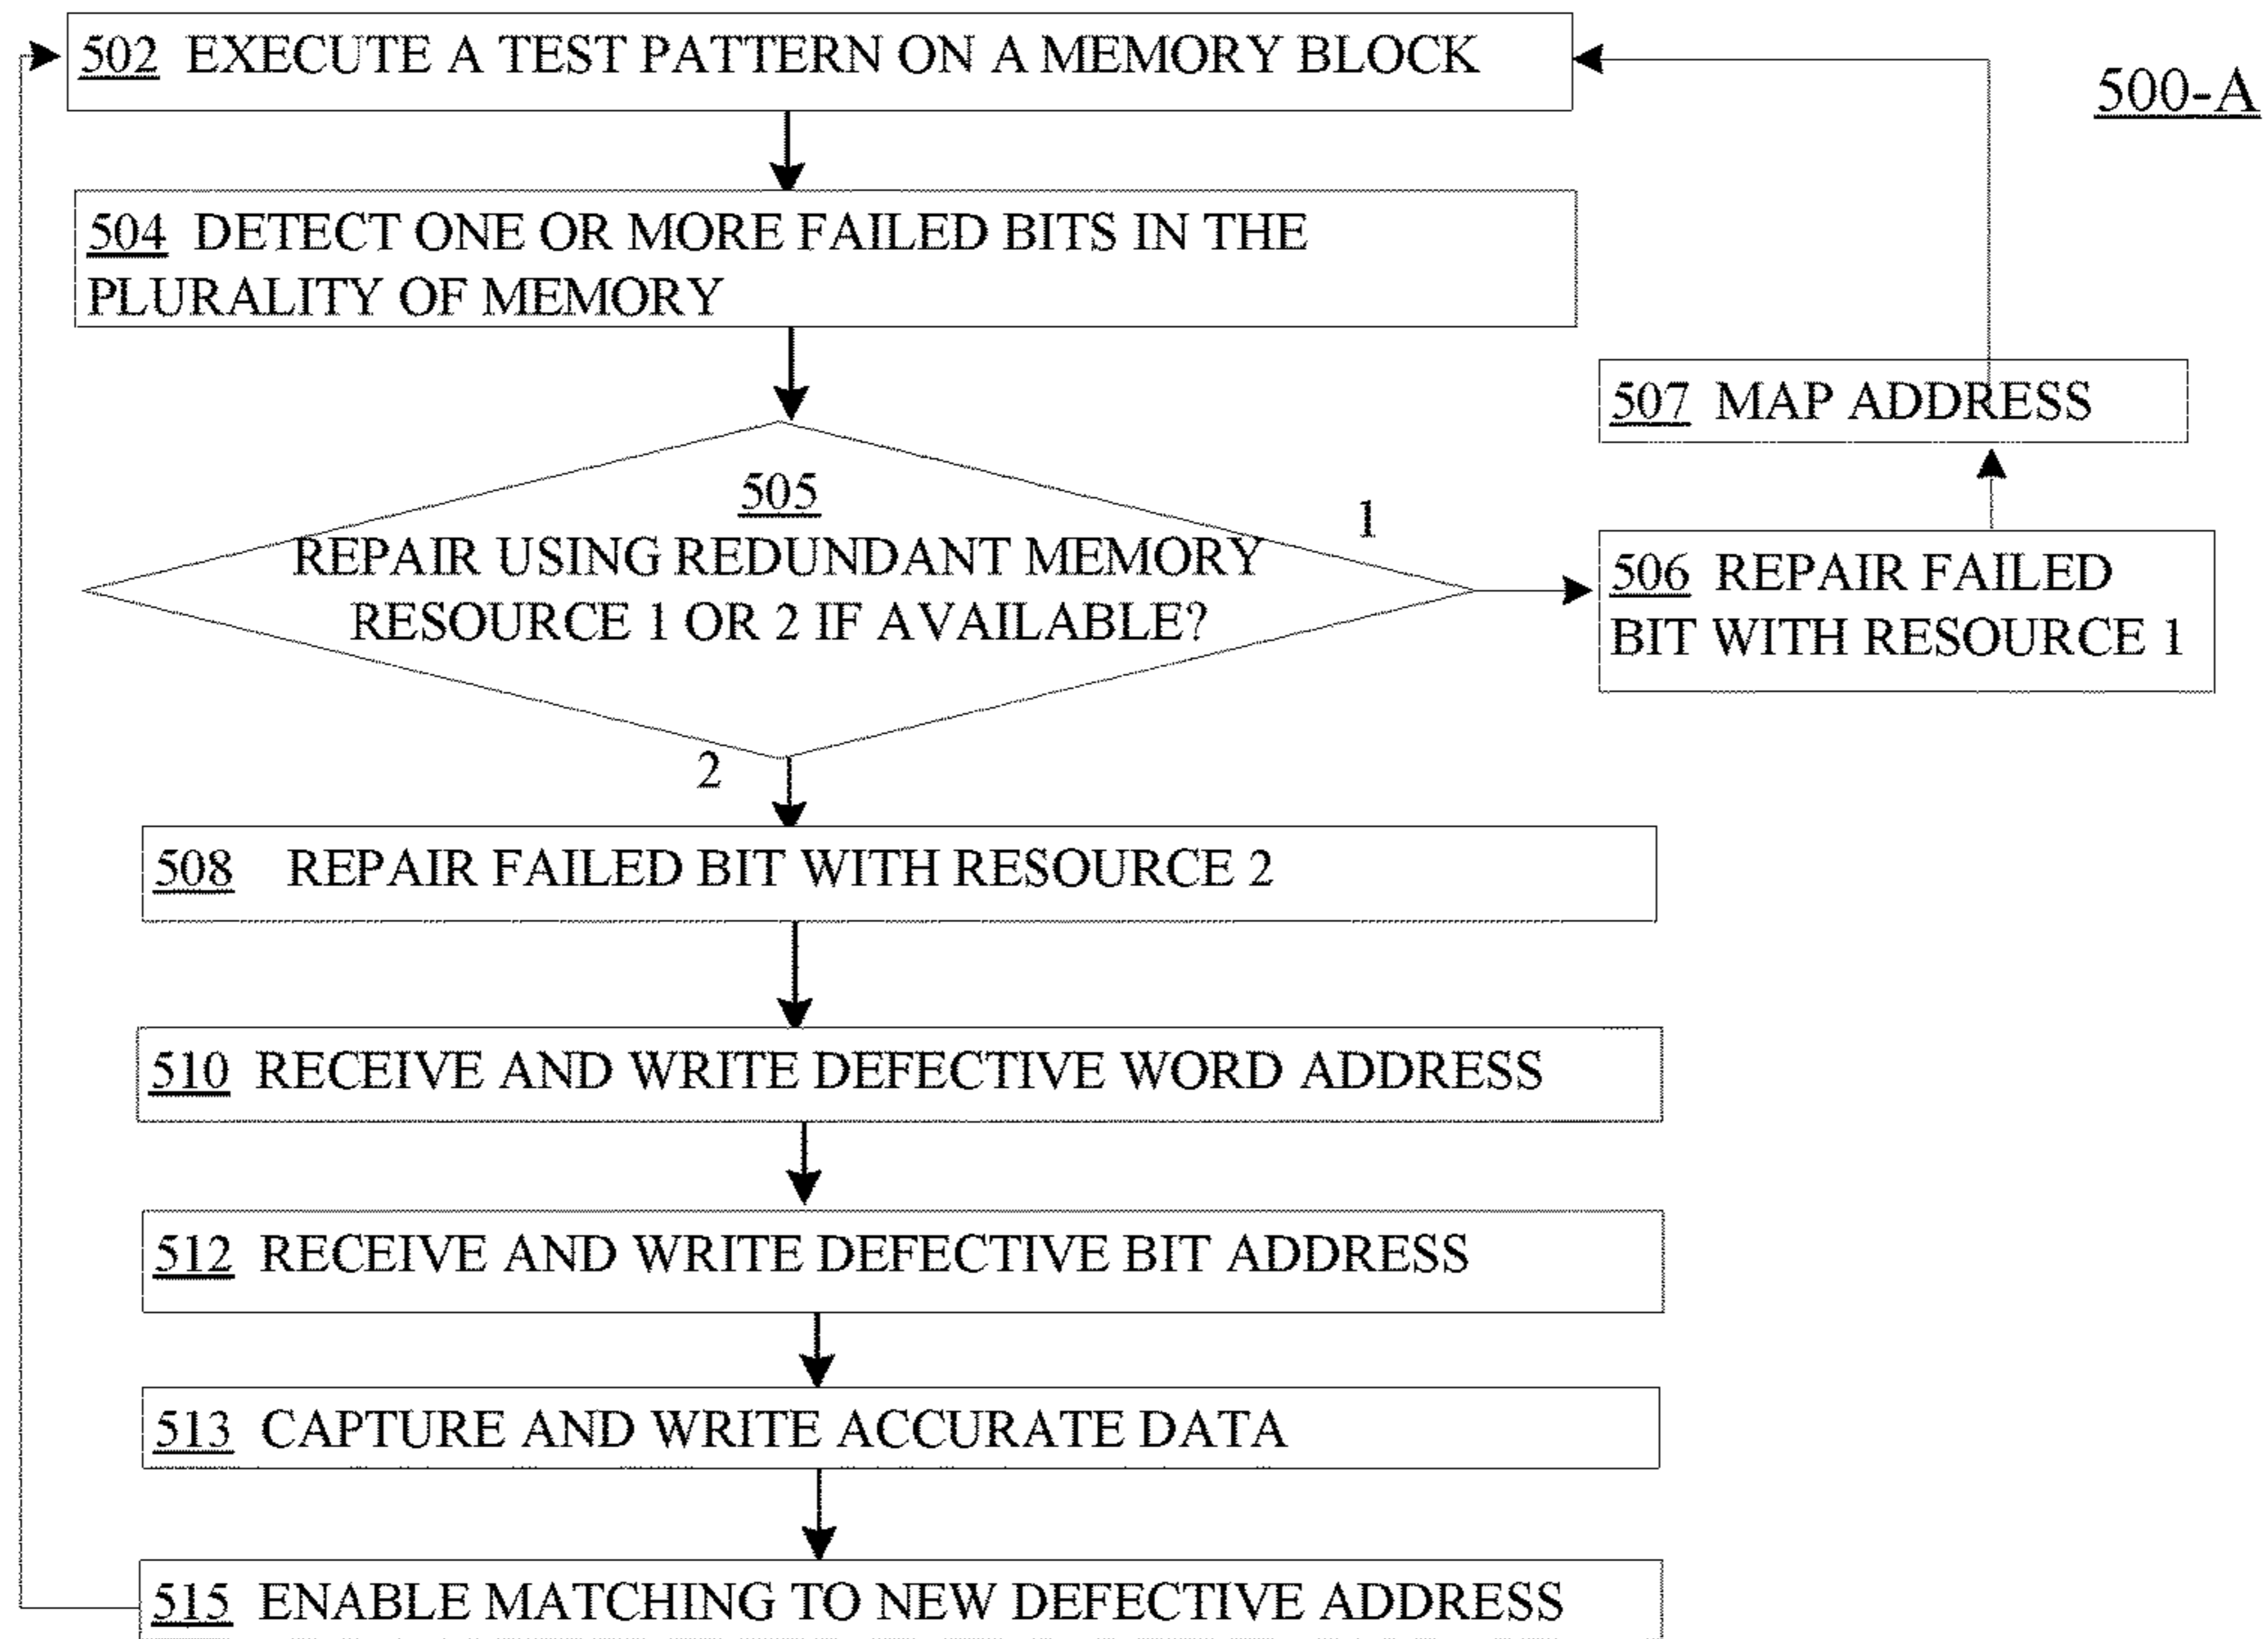 502 EXECUTE A TEST PATTERN ON A MEMORY BLOCK
500-A
504 DETECT ONE OR MORE FAILED BITS IN THE
PLURALITY OF MEMORY
507 MAP ADDRESS
505
REPAIR USING REDUNDANT MEMORY
RESOURCE 1 OR 2 IF AVAILABLE?
1
506 REPAIR FAILED
BIT WITH RESOURCE 1
2
508 REPAIR FAILED BIT WITH RESOURCE 2
510 RECEIVE AND WRITE DEFECTIVE WORD ADDRESS
512 RECEIVE AND WRITE DEFECTIVE BIT ADDRESS
513 CAPTURE AND WRITE ACCURATE DATA
515 ENABLE MATCHING TO NEW DEFECTIVE ADDRESS